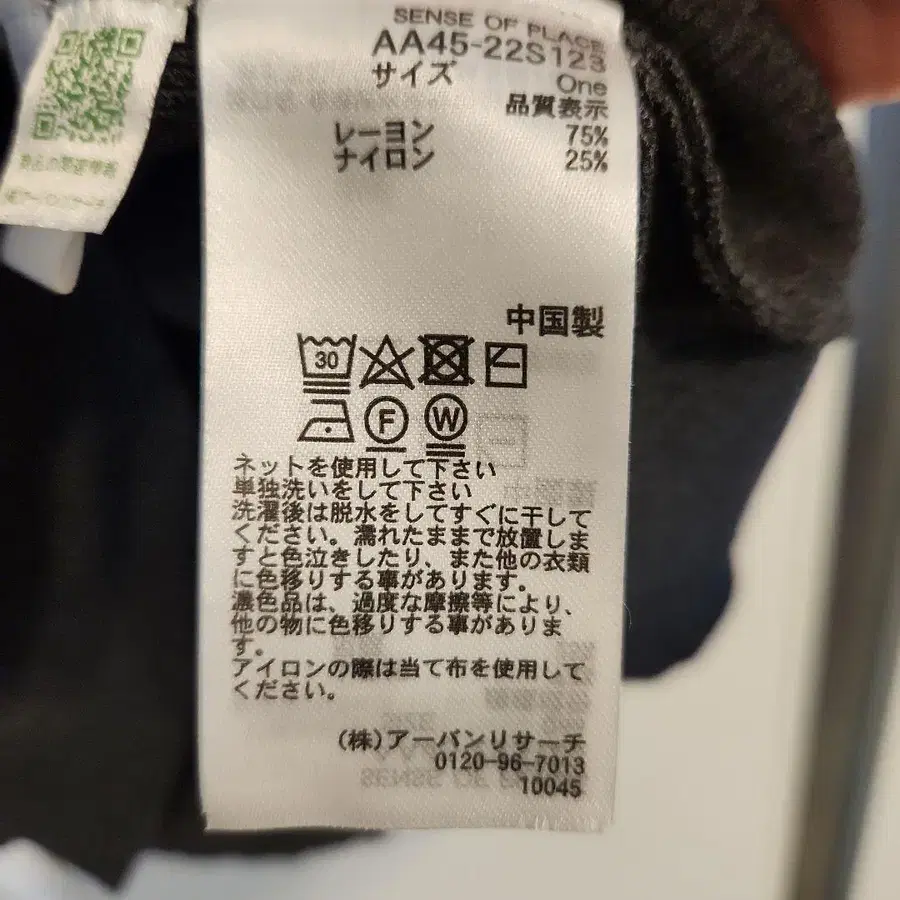 SENSE OF PLACE
AA45-22S123
サイズ One
品質表示
レーヨン 75%
ナイロン 25%
中国製
30
F W
ネットを使用して下さい
単独洗いをして下さい
洗濯後は脱水をしてすぐに干して
ください。濡れたままで放置しま
すと色泣きしたり、また他の衣類
に色移りする事があります。
濃色品は、過度な摩擦等により、
他の物に色移りする事がありま
す。
アイロンの際は当て布を使用して
ください。
(株)アーバンリサーチ
0120-96-7013
10045